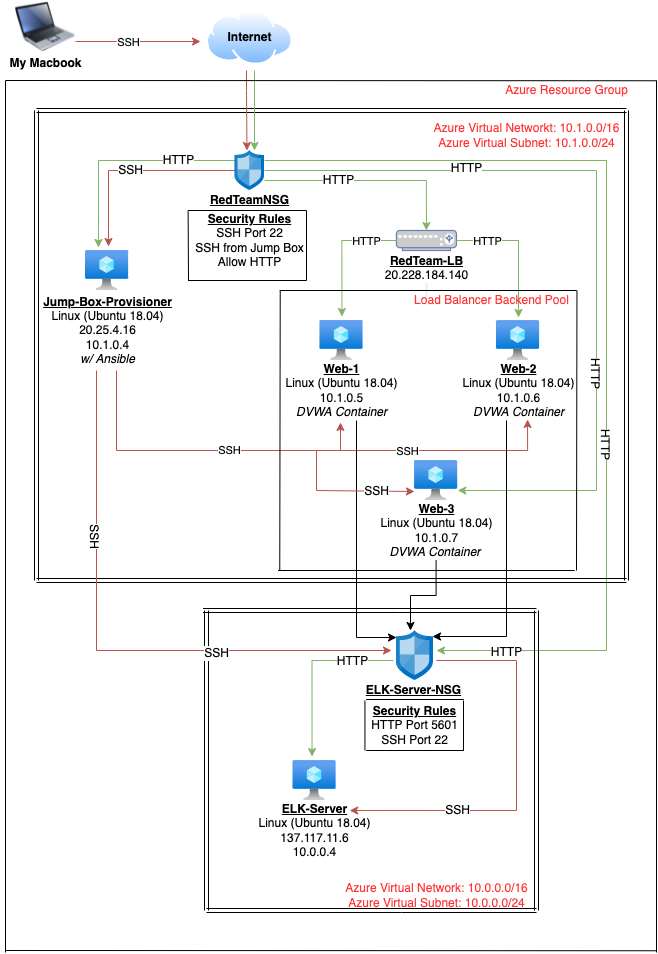 SSH
Internet
My Macbook
Azure Resource Group
Azure Virtual Networkt: 10.1.0.0/16
Azure Virtual Subnet: 10.1.0.0/24
HTTP
SSH
HTTP
HTTP
RedTeamNSG
Security Rules
SSH Port 22
SSH from Jump Box
Allow HTTP
HTTP
HTTP
RedTeam-LB
20.228.184.140
Jump-Box-Provisioner
Linux (Ubuntu 18.04)
20.25.4.16
10.1.0.4
w/ Ansible
Load Balancer Backend Pool
Web-1
Linux (Ubuntu 18.04)
10.1.0.5
DVWA Container
Web-2
Linux (Ubuntu 18.04)
10.1.0.6
DVWA Container
HTTP
HTTP
SSH
SSH
SSH
Web-3
Linux (Ubuntu 18.04)
10.1.0.7
DVWA Container
SSH
SSH
HTTP
HTTP
ELK-Server-NSG
Security Rules
HTTP Port 5601
SSH Port 22
ELK-Server
Linux (Ubuntu 18.04)
137.117.11.6
10.0.0.4
SSH
Azure Virtual Network: 10.0.0.0/16
Azure Virtual Subnet: 10.0.0.0/24